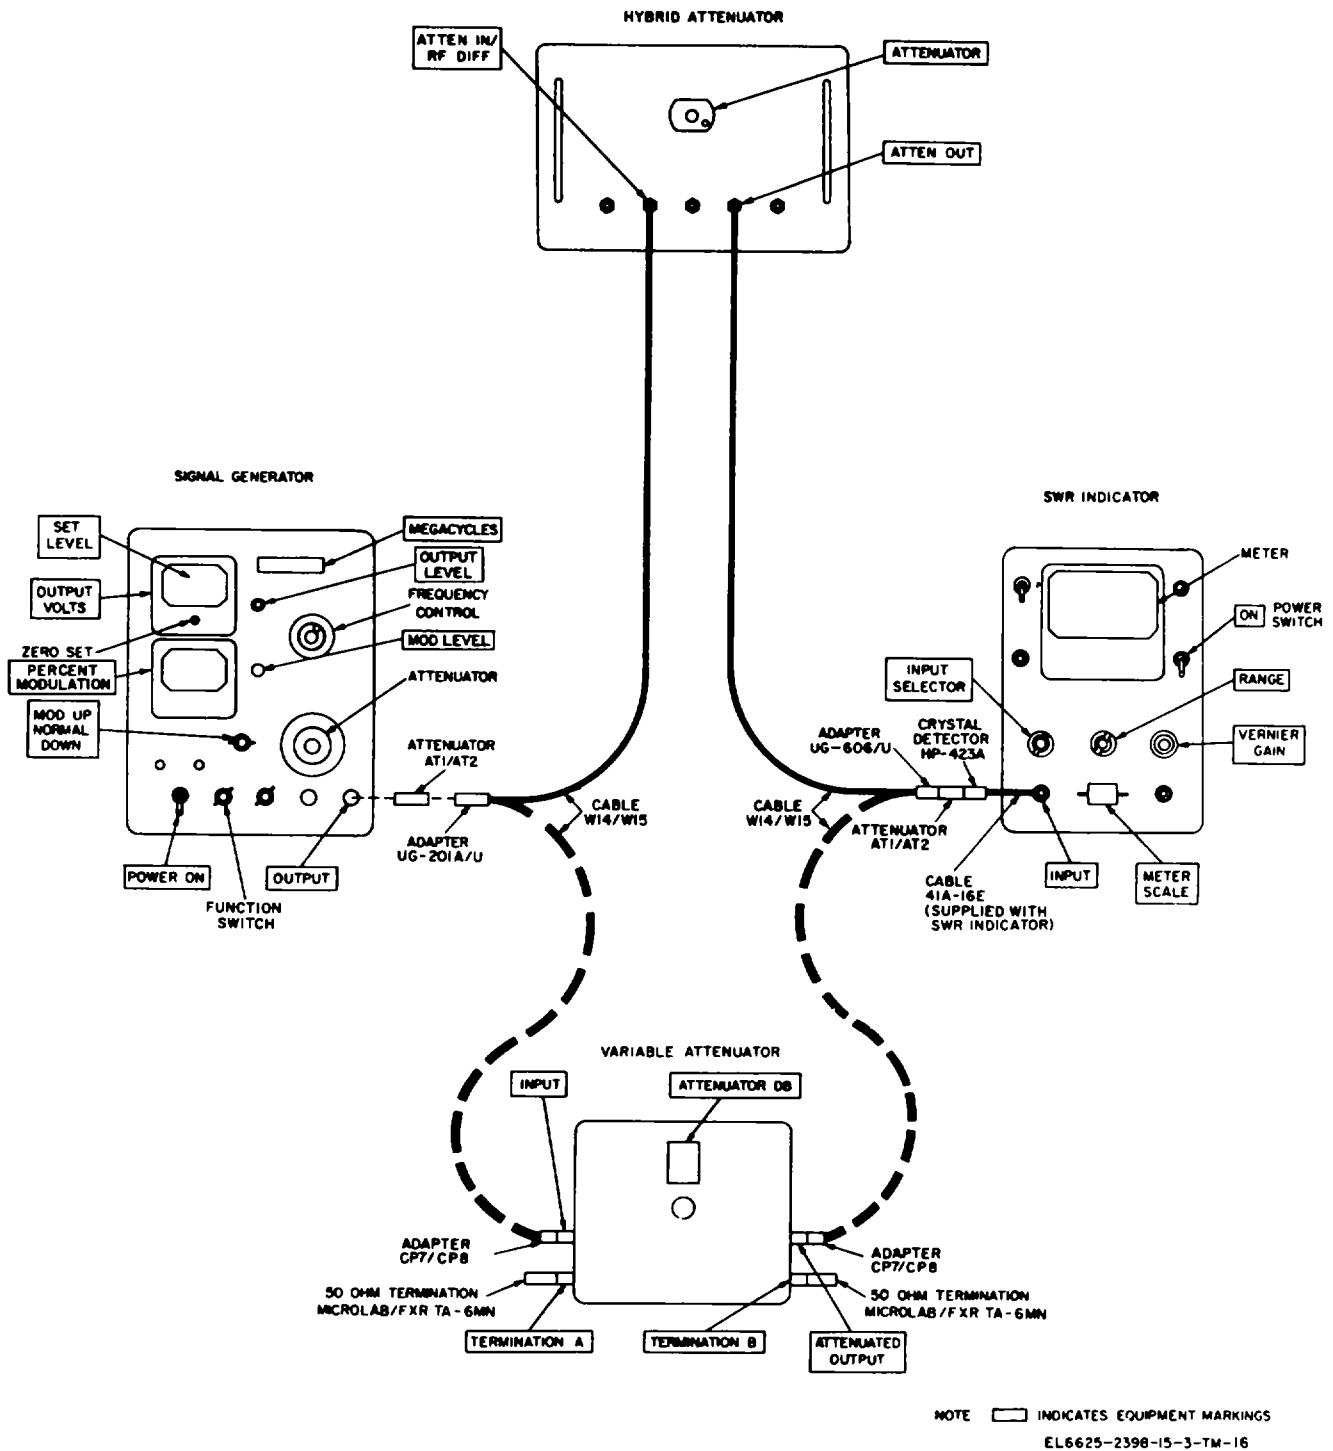 HYBRID ATTENUATOR
ATTEN IN/
RF DIFF
ATTENUATOR
ATTEN OUT
SIGNAL GENERATOR
SET
LEVEL
OUTPUT
VOLTS
ZERO SET
PERCENT
MODULATION
MOD UP
NORMAL
DOWN
MEGACYCLES
OUTPUT
LEVEL
FREQUENCY
CONTROL
MOD LEVEL
ATTENUATOR
ATTENUATOR
AT1/AT2
ADAPTER
UG-201A/U
CABLE
W14/W15
POWER ON
FUNCTION
SWITCH
OUTPUT
SWR INDICATOR
METER
ON
POWER
SWITCH
INPUT
SELECTOR
RANGE
VERNIER
GAIN
ADAPTER
UG-606/U
CRYSTAL
DETECTOR
HP-423A
CABLE
W14/W15
ATTENUATOR
AT1/AT2
CABLE
41A-16E
(SUPPLIED WITH
SWR INDICATOR)
INPUT
METER
SCALE
VARIABLE ATTENUATOR
INPUT
ATTENUATOR DB
ADAPTER
CP7/CP8
50 OHM TERMINATION
MICROLAB/FXR TA-6MN
TERMINATION A
TERMINATION B
ATTENUATED
OUTPUT
ADAPTER
CP7/CP8
50 OHM TERMINATION
MICROLAB/FXR TA-6MN
NOTE INDICATES EQUIPMENT MARKINGS
EL6625-2398-15-3-TM-16